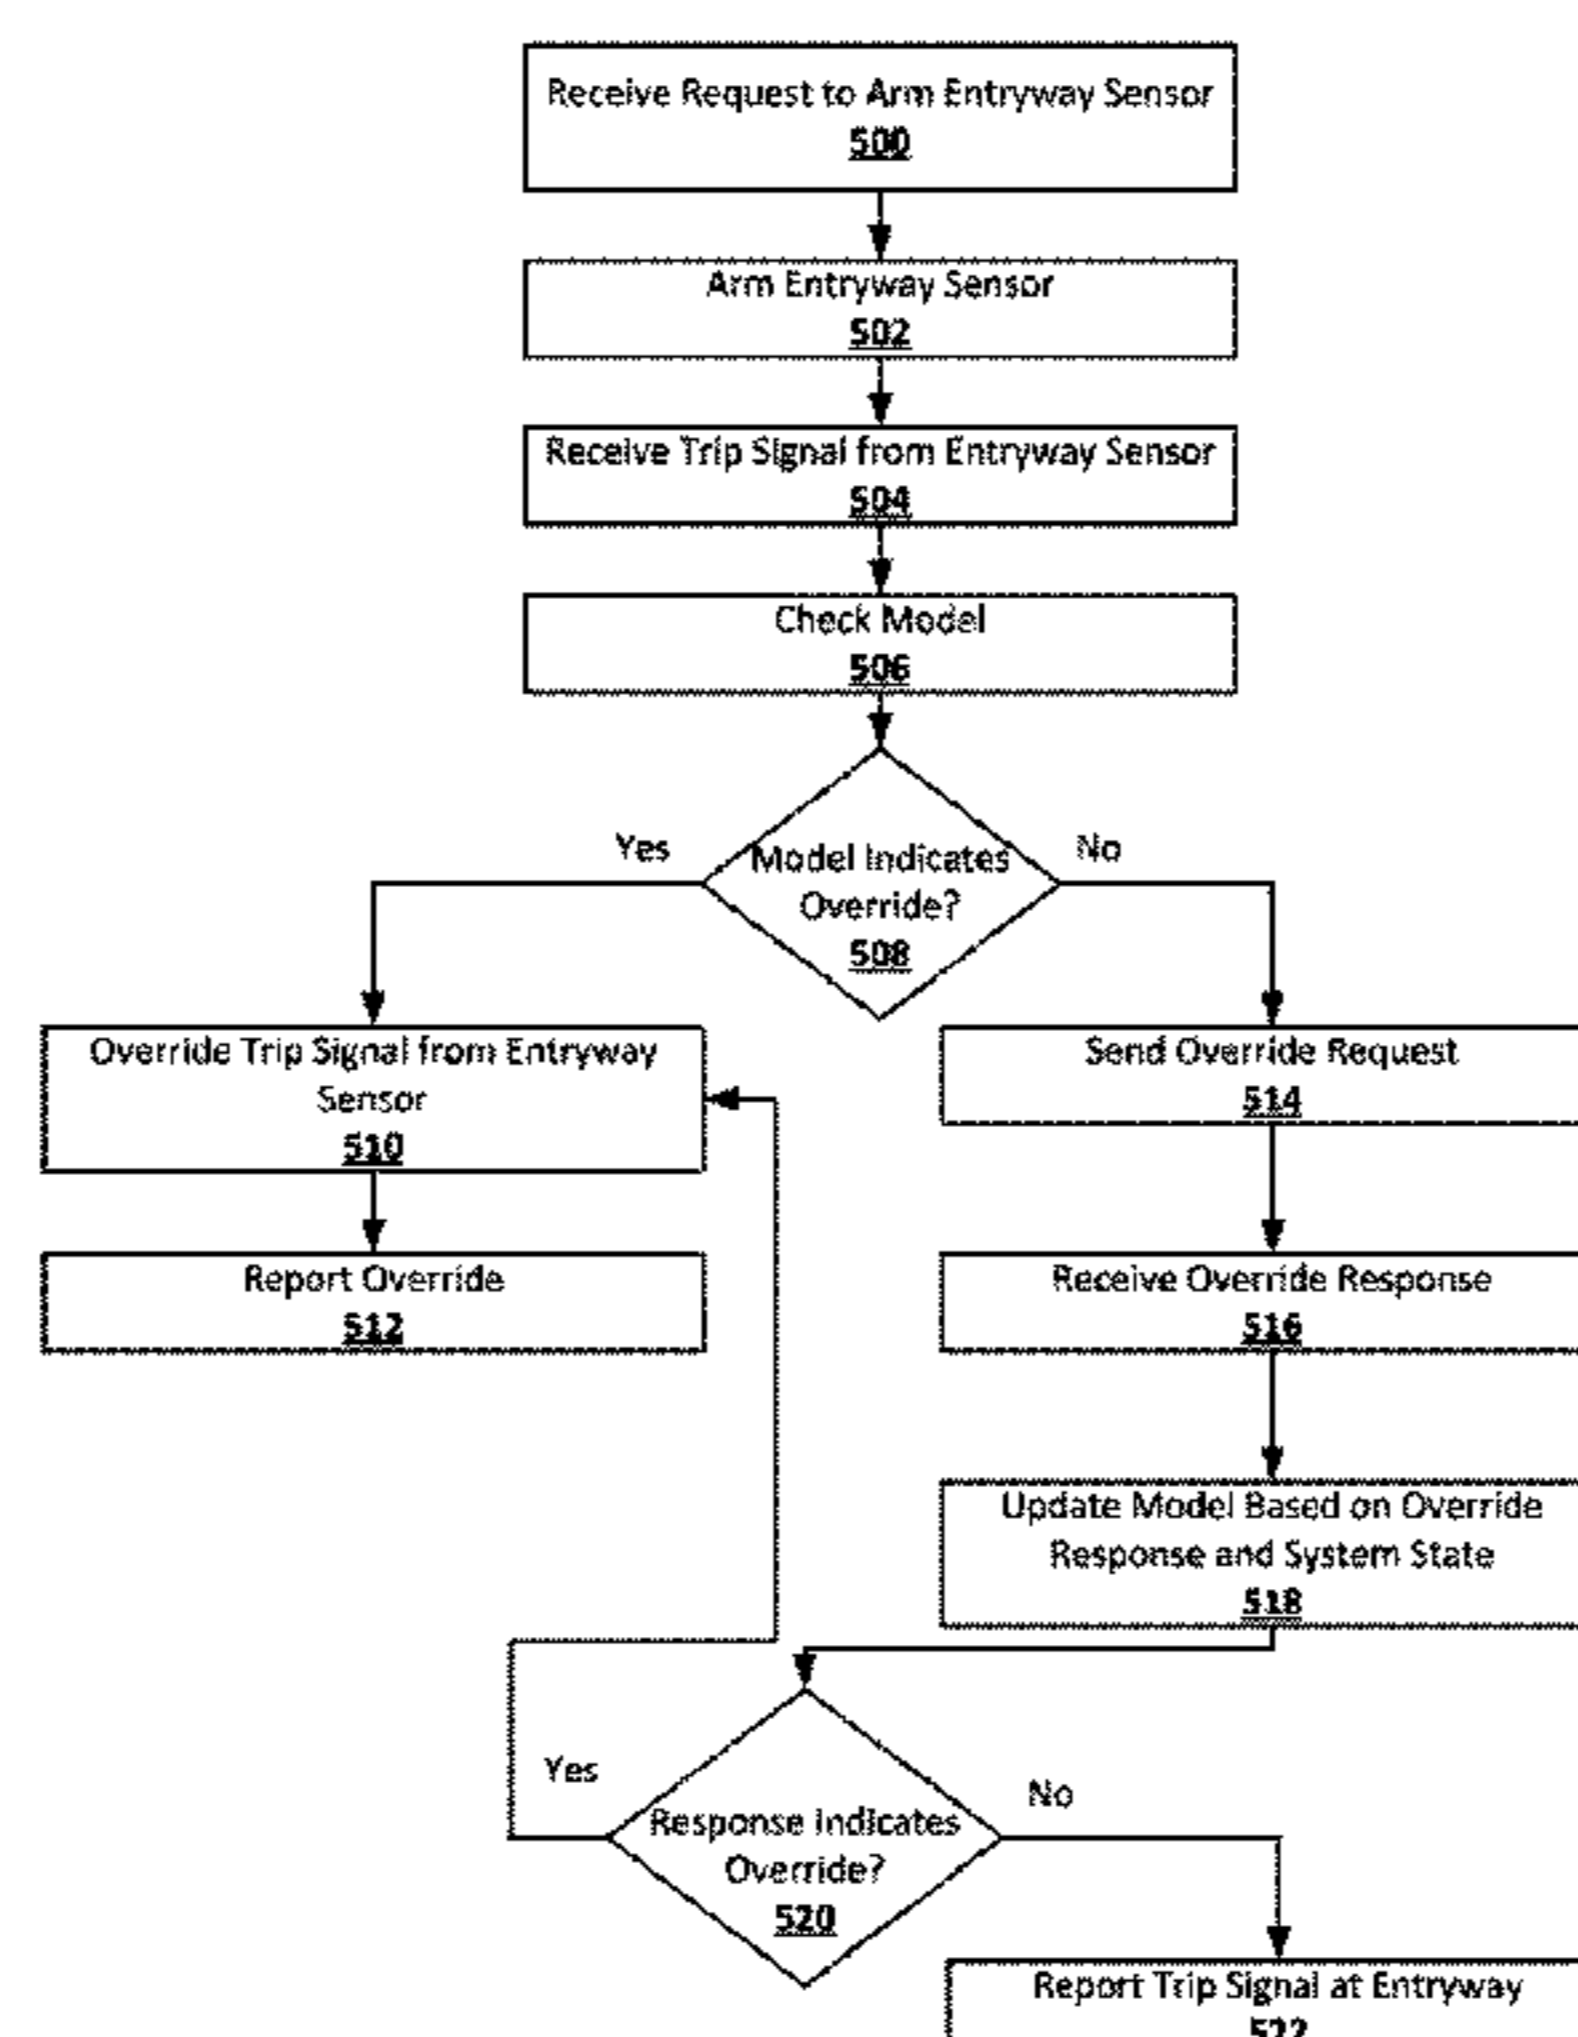 Receive Request to Arm Entryway Sensor
500
Arm Entryway Sensor
502
Receive Trip Signal from Entryway Sensor
504
Check Model
506
Yes
No
Model Indicates
Override?
508
Override Trip Signal from Entryway
Sensor
510
Send Override Request
514
Report Override
512
Receive Override Response
516
Update Model Based on Override
Response and System State
518
Yes
No
Response Indicates
Override?
520
Report Trip Signal at Entryway
522